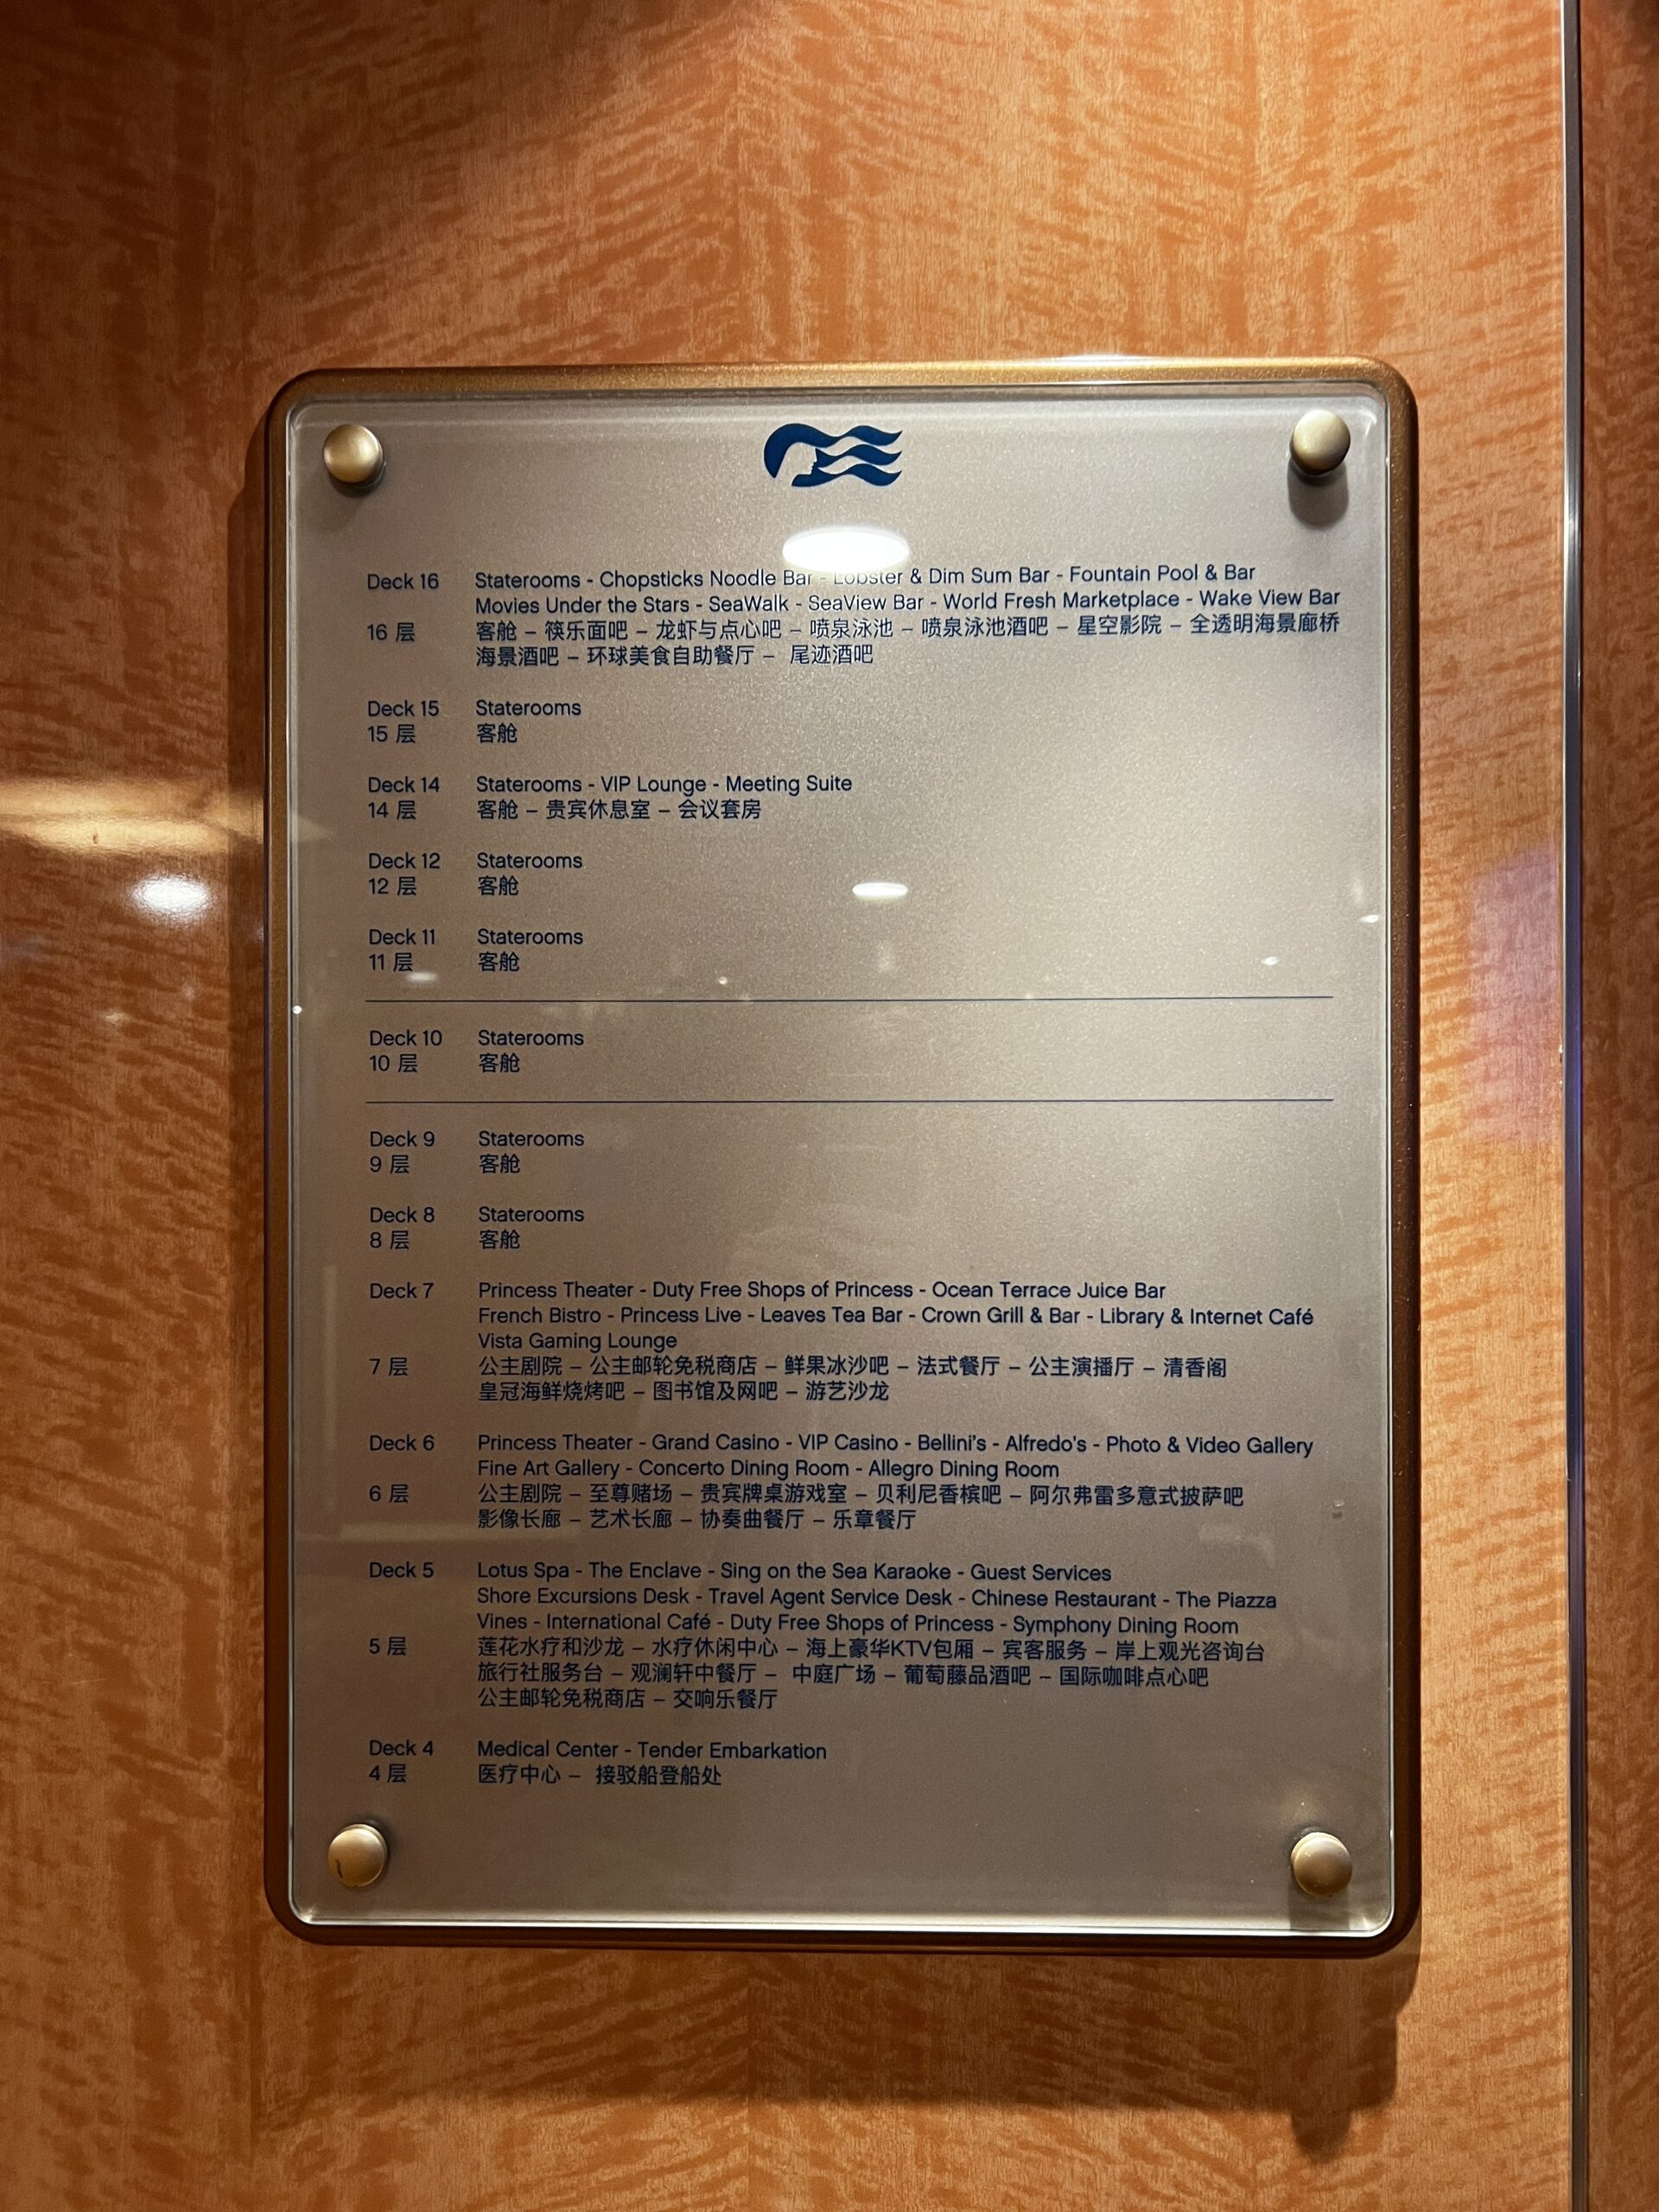 Deck 16 Staterooms - Chopsticks Noodle Bar - Lobster & Dim Sum Bar - Fountain Pool & Bar
Movies Under the Stars - SeaWalk - SeaView Bar - World Fresh Marketplace - Wake View Bar
16 层 客舱 – 筷乐面吧 – 龙虾与点心吧 – 喷泉泳池 – 喷泉泳池酒吧 – 星空影院 – 全透明海景廊桥
海景酒吧 – 环球美食自助餐厅 – 尾迹酒吧
Deck 15 Staterooms
15 层 客舱
Deck 14 Staterooms - VIP Lounge - Meeting Suite
14 层 客舱 – 贵宾休息室 – 会议套房
Deck 12 Staterooms
12 层 客舱
Deck 11 Staterooms
11 层 客舱
Deck 10 Staterooms
10 层 客舱
Deck 9 Staterooms
9 层 客舱
Deck 8 Staterooms
8 层 客舱
Deck 7 Princess Theater - Duty Free Shops of Princess - Ocean Terrace Juice Bar
French Bistro - Princess Live - Leaves Tea Bar - Crown Grill & Bar - Library & Internet Café
Vista Gaming Lounge
7 层 公主剧院 – 公主邮轮免税商店 – 鲜果冰沙吧 – 法式餐厅 – 公主演播厅 – 清香阁
皇冠海鲜烧烤吧 – 图书馆及网吧 – 游艺沙龙
Deck 6 Princess Theater - Grand Casino - VIP Casino - Bellini's - Alfredo's - Photo & Video Gallery
Fine Art Gallery - Concerto Dining Room - Allegro Dining Room
6 层 公主剧院 – 至尊赌场 – 贵宾牌桌游戏室 – 贝利尼香槟吧 – 阿尔弗雷多意式披萨吧
影像长廊 – 艺术长廊 – 协奏曲餐厅 – 乐章餐厅
Deck 5 Lotus Spa - The Enclave - Sing on the Sea Karaoke - Guest Services
Shore Excursions Desk - Travel Agent Service Desk - Chinese Restaurant - The Piazza
Vines - International Café - Duty Free Shops of Princess - Symphony Dining Room
5 层 莲花水疗和沙龙 – 水疗休闲中心 – 海上豪华KTV包厢 – 宾客服务 – 岸上观光咨询台
旅行社服务台 – 观澜轩中餐厅 – 中庭广场 – 葡萄藤品酒吧 – 国际咖啡点心吧
公主邮轮免税商店 – 交响乐餐厅
Deck 4 Medical Center - Tender Embarkation
4 层 医疗中心 – 接驳船登船处